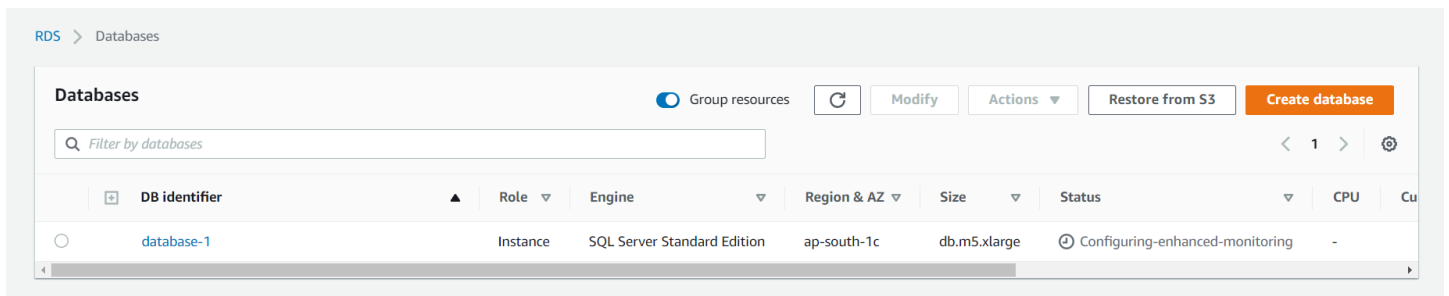 RDS > Databases
Databases Group resources Modify Actions Restore from S3 Create database
Filter by databases 1
DB identifier Role Engine Region & AZ Size Status CPU Cu
database-1 Instance SQL Server Standard Edition ap-south-1c db.m5.xlarge Configuring-enhanced-monitoring -